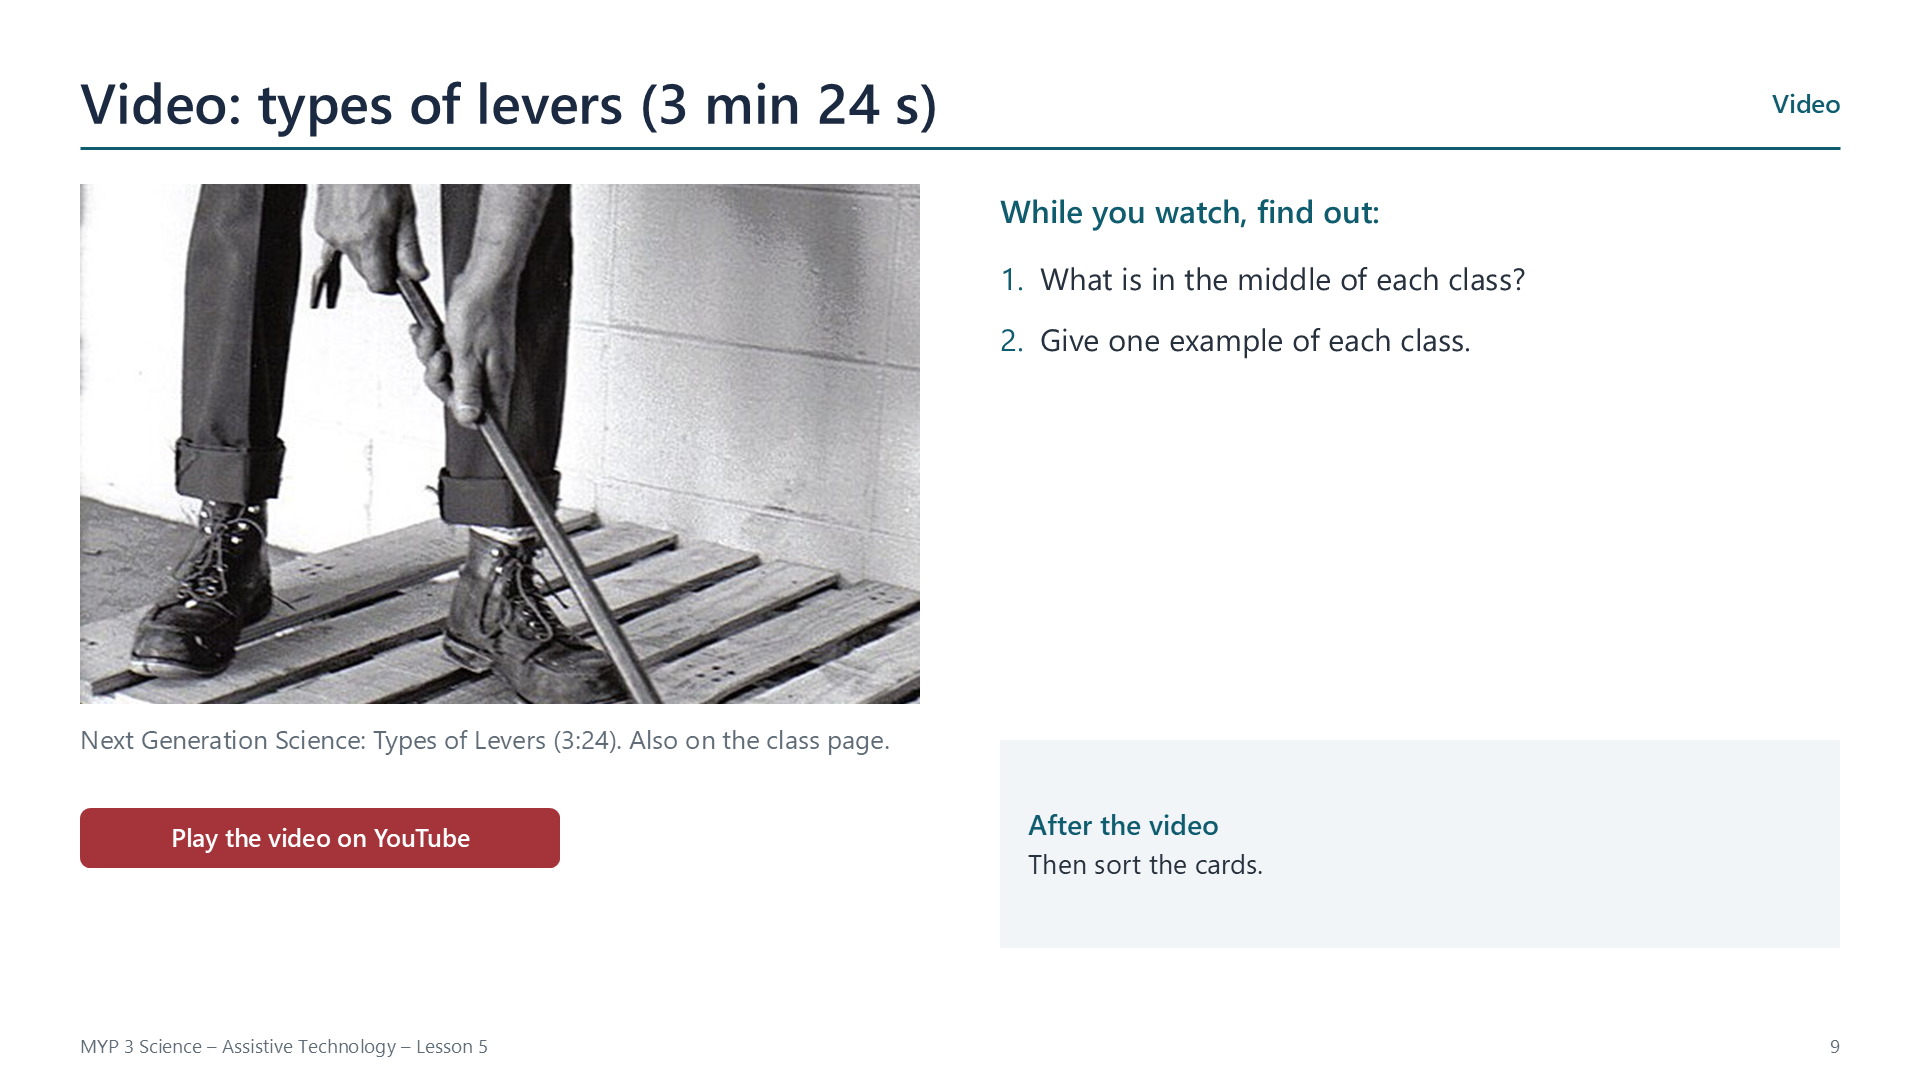 Video: types of levers (3 min 24 s)
Video
While you watch, find out:
1. What is in the middle of each class?
2. Give one example of each class.
Next Generation Science: Types of Levers (3:24). Also on the class page.
Play the video on YouTube
After the video
Then sort the cards.
MYP 3 Science – Assistive Technology – Lesson 5
9